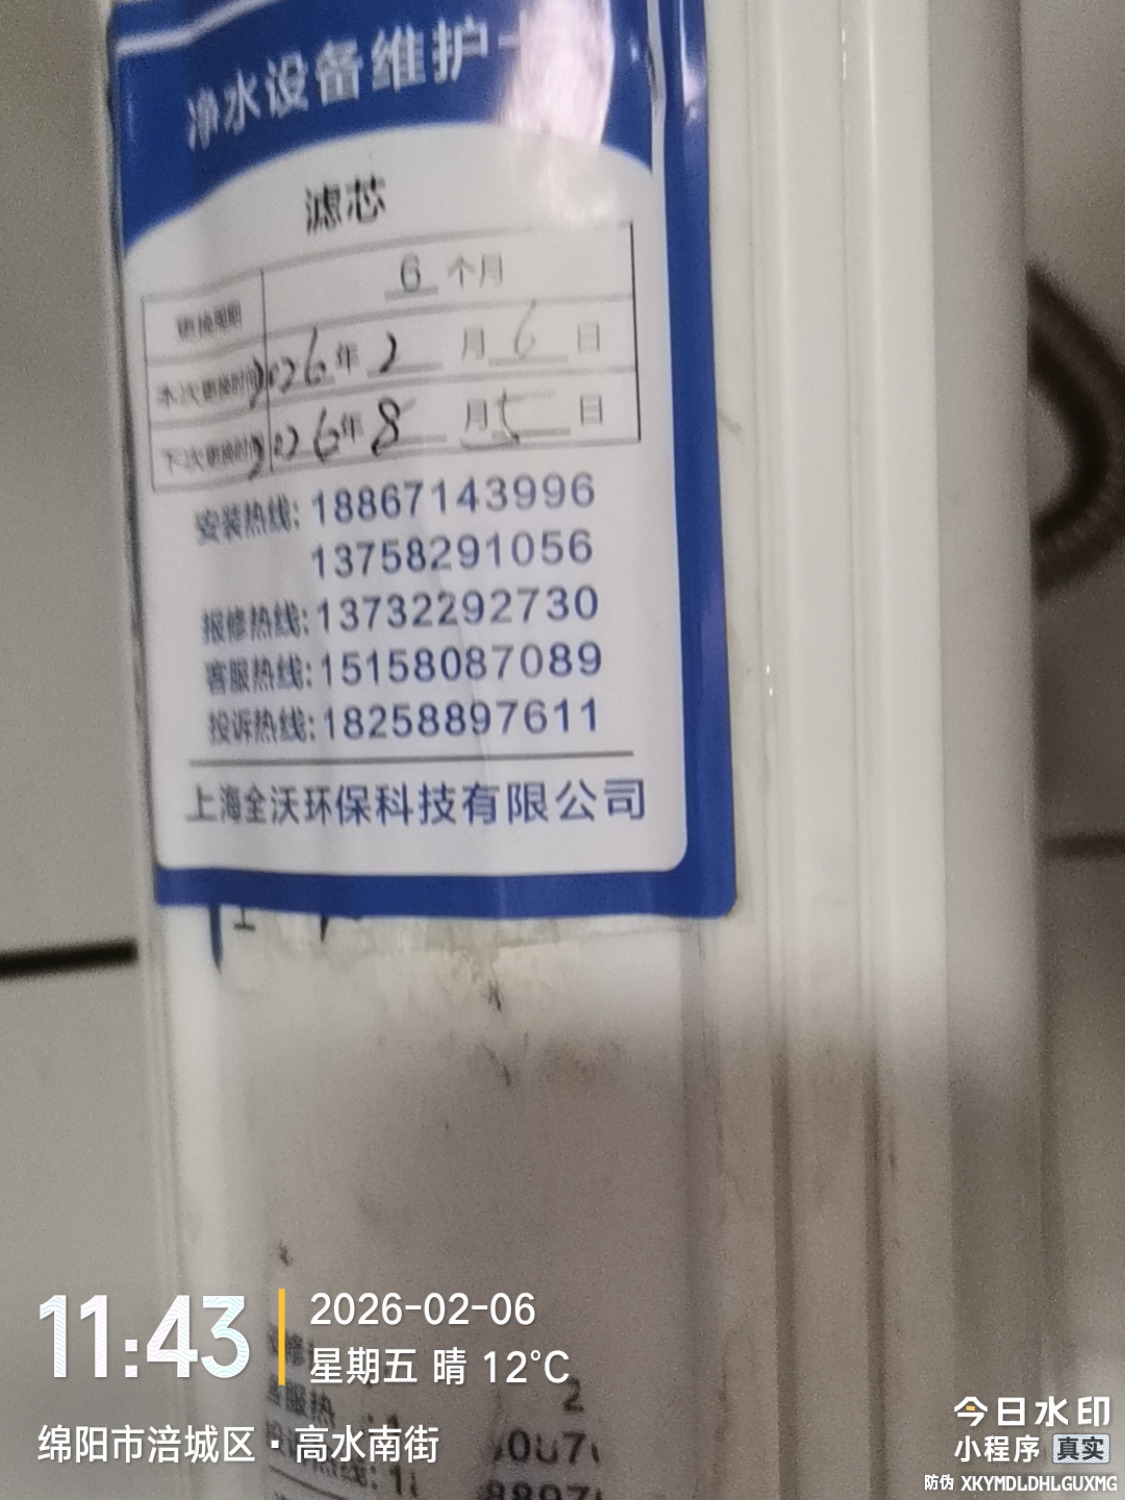 净水设备维护
滤芯
更换周期 6 个月
本次更换时间 2026年 2 月 6 日
下次更换时间 2026年 8 月 5 日
安装热线: 18867143996
13758291056
报修热线: 13732292730
客服热线: 15158087089
投诉热线: 18258897611
上海全沃环保科技有限公司
11:43
2026-02-06
星期五 晴 12°C
绵阳市涪城区·高水南街
今日水印
小程序 真实
防伪 XKYMDLDHLGUXMG